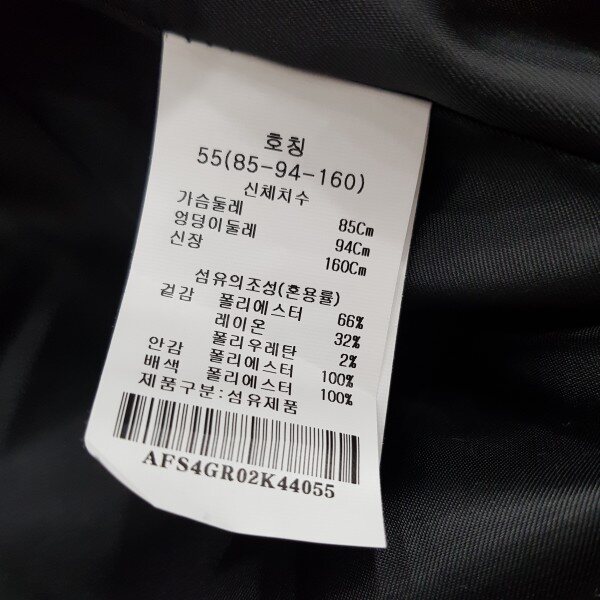 호칭
55(85-94-160)
신체치수
가슴둘레 85Cm
엉덩이둘레 94Cm
신장 160Cm
섬유의조성(혼용률)
겉감 폴리에스터 66%
레이온 32%
폴리우레탄 2%
안감 폴리에스터 100%
배색 폴리에스터 100%
제품구분:섬유제품
AFS4GR02K44055